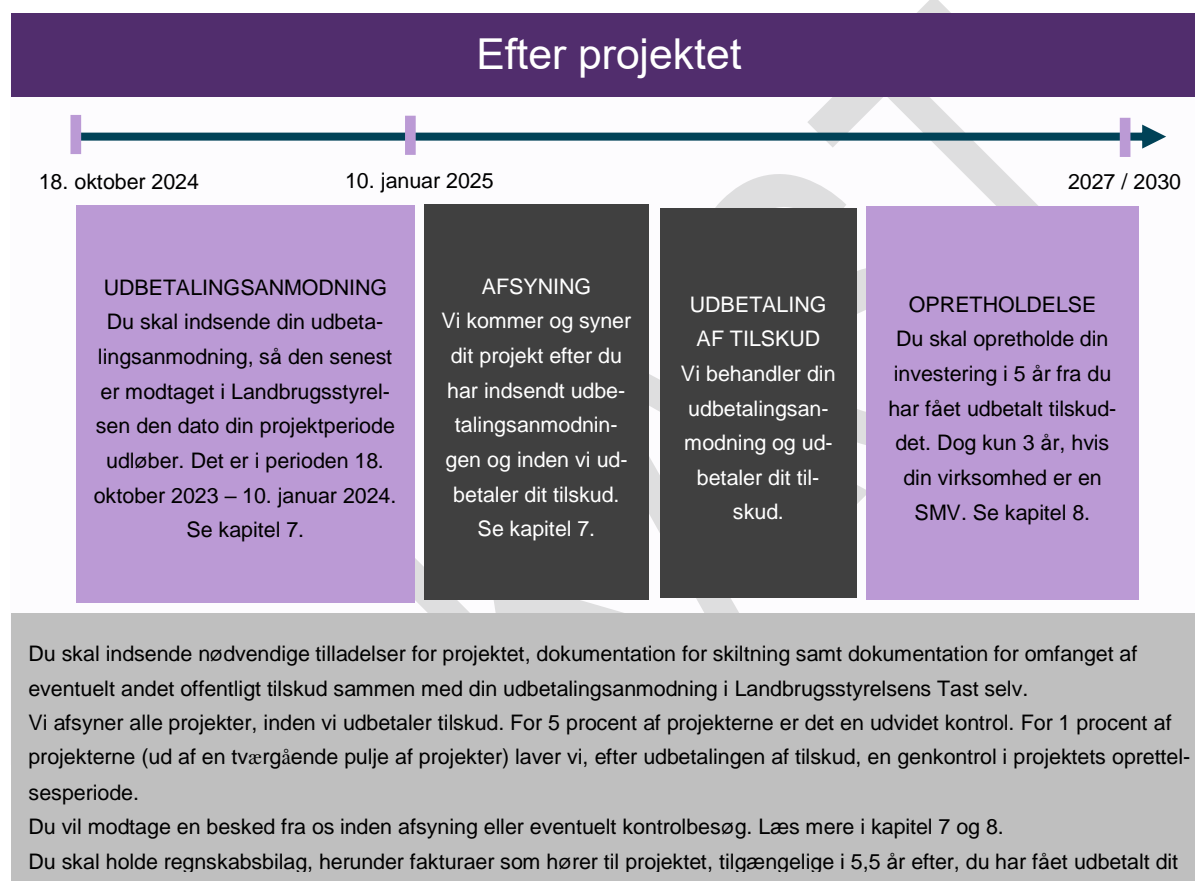 Efter projektet
18. oktober 2024
10. januar 2025
2027 / 2030
UDBETALINGSANMODNING
Du skal indsende din udbeta-
lingsanmodning, så den senest
er modtaget i Landbrugsstyrel-
sen den dato din projektperiode
udløber. Det er i perioden 18.
oktober 2023 – 10. januar 2024.
Se kapitel 7.
AFSYNING
Vi kommer og syner
dit projekt efter du
har indsendt udbe-
talingsanmodnin-
gen og inden vi ud-
betaler dit tilskud.
Se kapitel 7.
UDBETALING
AF TILSKUD
Vi behandler din
udbetalingsan-
modning og ud-
betaler dit til-
skud.
OPRETHOLDELSE
Du skal opretholde din
investering i 5 år fra du
har fået udbetalt tilskud-
det. Dog kun 3 år, hvis
din virksomhed er en
SMV. Se kapitel 8.
Du skal indsende nødvendige tilladelser for projektet, dokumentation for skiltning samt dokumentation for omfanget af
eventuelt andet offentligt tilskud sammen med din udbetalingsanmodning i Landbrugsstyrelsens Tast selv.
Vi afsyner alle projekter, inden vi udbetaler tilskud. For 5 procent af projekterne er det en udvidet kontrol. For 1 procent af
projekterne (ud af en tværgående pulje af projekter) laver vi, efter udbetalingen af tilskud, en genkontrol i projektets oprettel-
sesperiode.
Du vil modtage en besked fra os inden afsyning eller eventuelt kontrolbesøg. Læs mere i kapitel 7 og 8.
Du skal holde regnskabsbilag, herunder fakturaer som hører til projektet, tilgængelige i 5,5 år efter, du har fået udbetalt dit